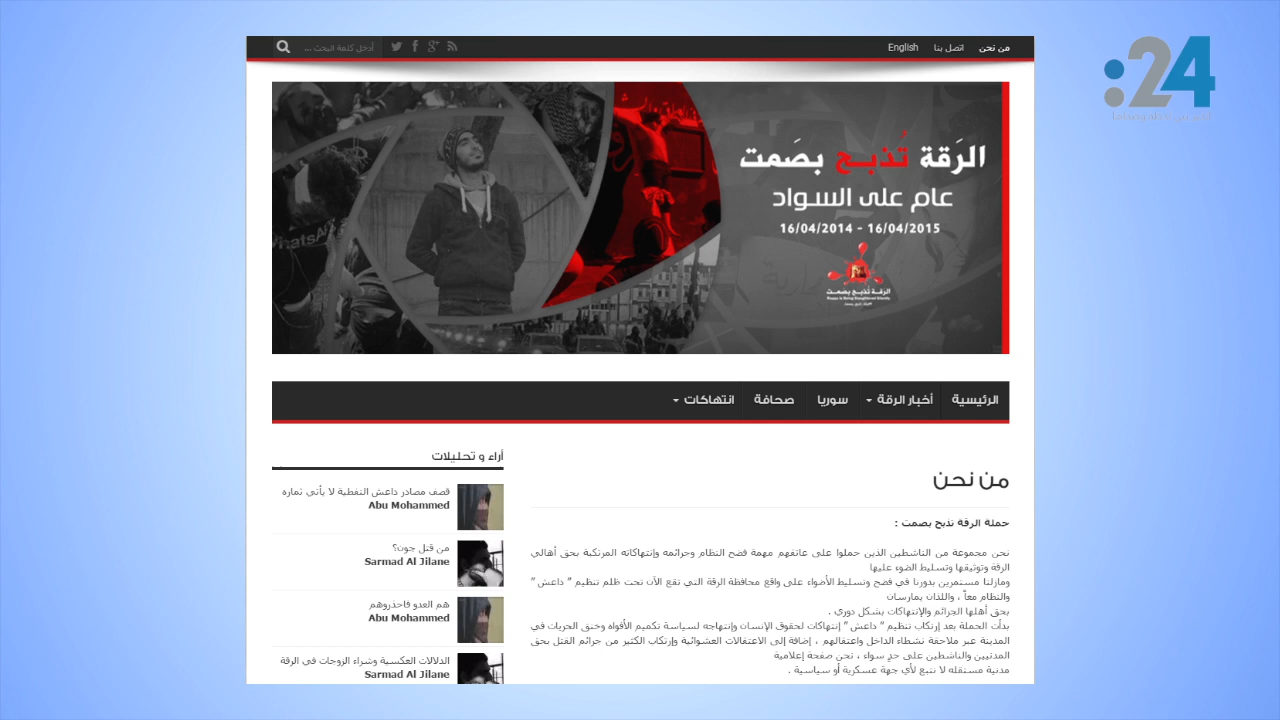 من نحن
اتصل بنا
English
أدخل كلمة البحث ...
:24
الرَقة تُذبح بصَمت
عام على السواد
16/04/2014 - 16/04/2015
الرقة تذبح بصمت
Raqqa is Being Slaughtered Silently
WhatsA
الرئيسية
أخبار الرقة
سوريا
صحافة
انتهاكات
من نحن
حملة الرقة تذبح بصمت :
نحن مجموعة من الناشطين الذين حملوا على عاتقهم مهمة فضح النظام وجرائمه وإنتهاكاته المرتكبة بحق أهالي
الرقة وتوثيقها وتسليط الضوء عليها
ومازلنا مستمرين بدورنا في فضح وتسليط الأضواء على واقع محافظة الرقة التي تقع الآن تحت ظلم تنظيم " داعش "
والنظام معاً ، واللذان يمارسان
بحق أهلها الجرائم والإنتهاكات بشكل دوري .
بدأت الحملة بعد إرتكاب تنظيم " داعش " إنتهاكات لحقوق الإنسان وإنتهاجه لسياسة تكميم الأفواه وخنق الحريات في
المدينة عبر ملاحقة نشطاء الداخل واعتقالهم ، إضافة إلى الاعتقالات العشوائية وإرتكاب الكثير من جرائم القتل بحق
المدنيين والناشطين على حدٍ سواء ، نحن صفحة إعلامية
مدنية مستقله لا تتبع لأي جهة عسكرية أو سياسية .
أراء و تحليلات
قصف مصادر داعش النفطية لا يأتي ثماره
Abu Mohammed
من قتل جون؟
Sarmad Al Jilane
هم العدو فاحذروهم
Abu Mohammed
الدلالات العكسية وشراء الزوجات في الرقة
Sarmad Al Jilane